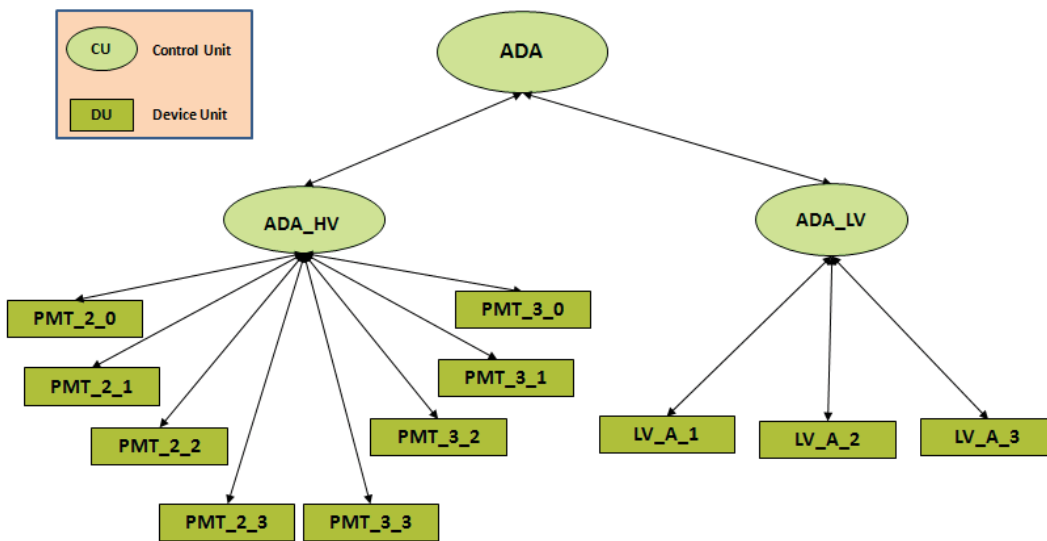 CU Control Unit
DU Device Unit
ADA
ADA_HV
ADA_LV
PMT_2_0
PMT_3_0
PMT_2_1
PMT_3_1
PMT_2_2
PMT_3_2
PMT_2_3
PMT_3_3
LV_A_1
LV_A_2
LV_A_3